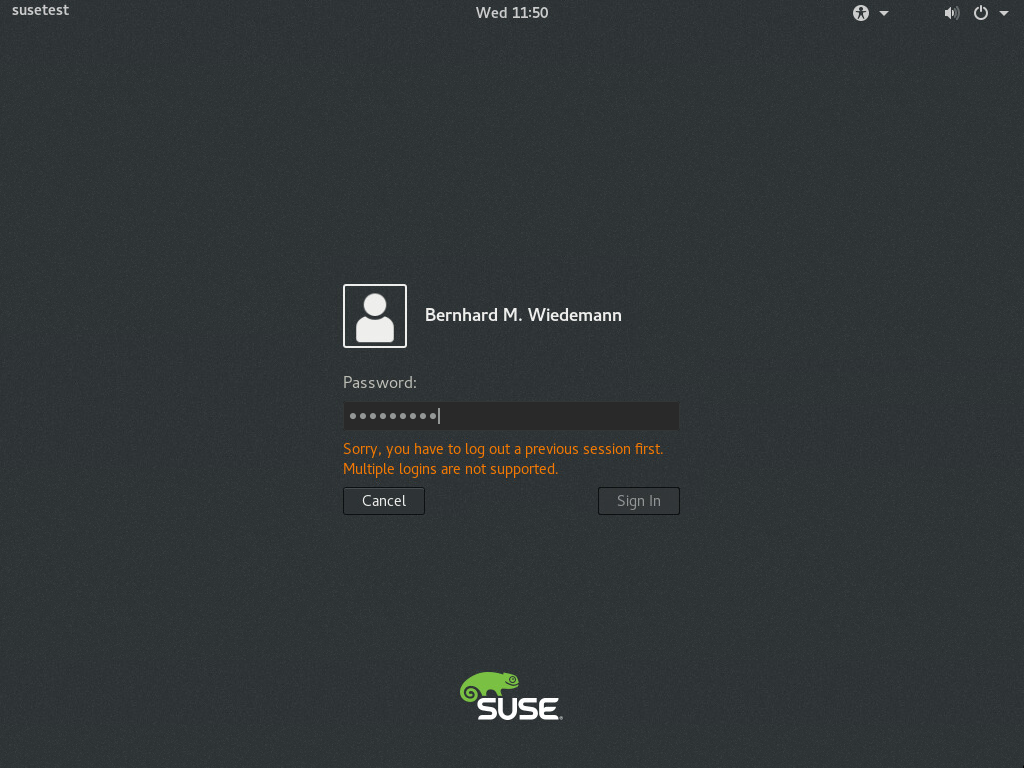 susetest
Wed 11:50
Bernhard M. Wiedemann
Password:
Sorry, you have to log out a previous session first.
Multiple logins are not supported.
Cancel
Sign In
SUSE